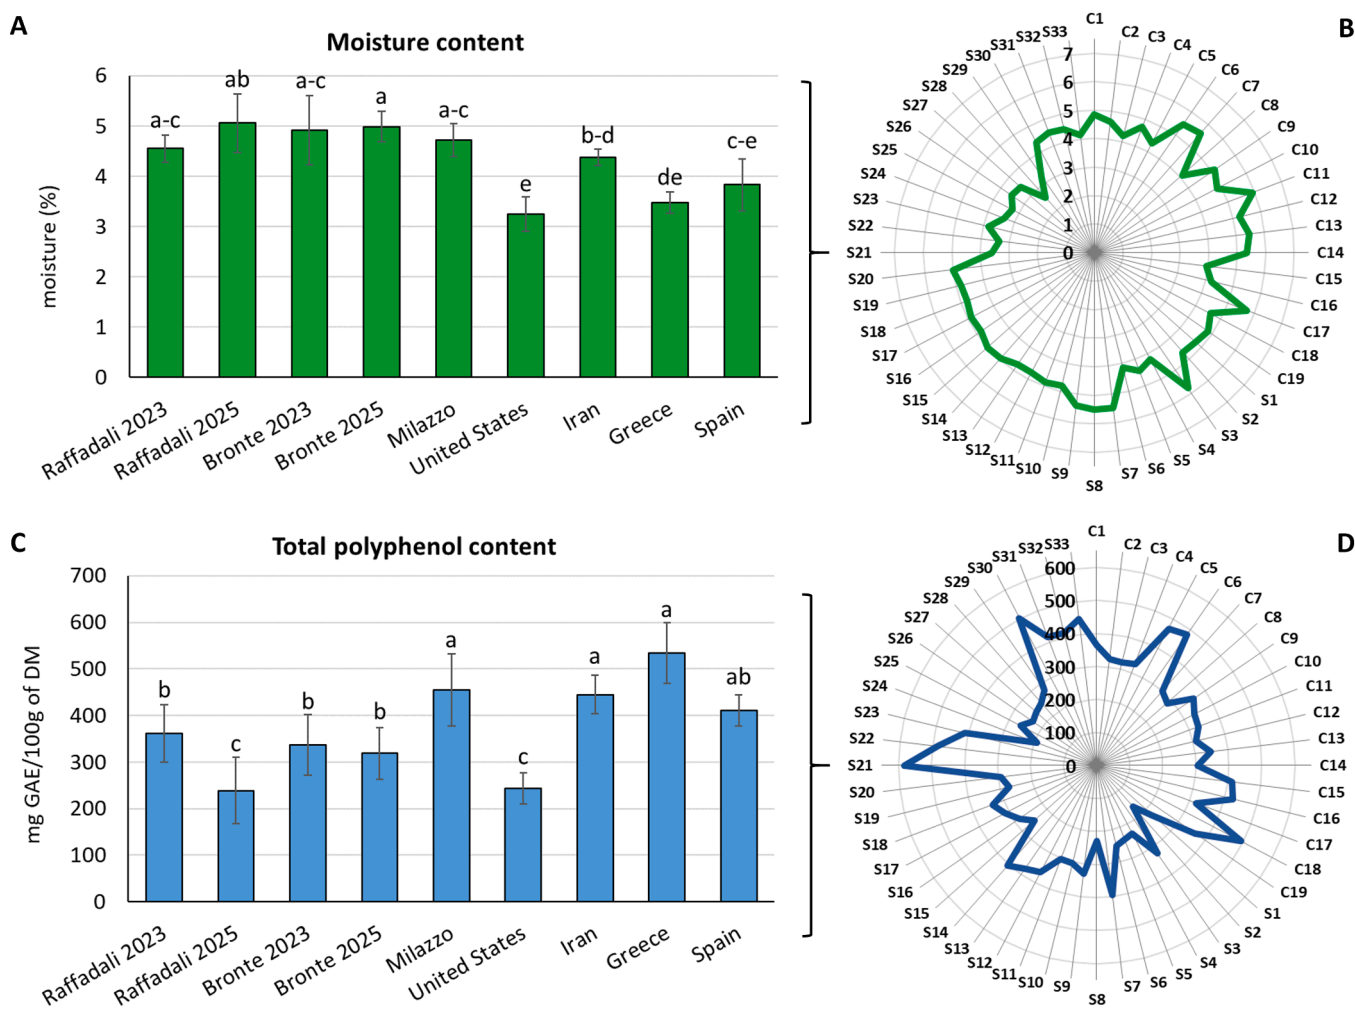 A
Moisture content
moisture (%)
6
5
4
3
2
1
0
a-c
ab
a-c
a
a-c
e
b-d
de
c-e
Raffadali 2023
Raffadali 2025
Bronte 2023
Bronte 2025
Milazzo
United States
Iran
Greece
Spain
B
7
6
5
4
3
2
1
0
C1
C2
C3
C4
C5
C6
C7
C8
C9
C10
C11
C12
C13
C14
C15
C16
C17
C18
C19
S1
S2
S3
S4
S5
S6
S7
S8
S9
S10
S11
S12
S13
S14
S15
S16
S17
S18
S19
S20
S21
S22
S23
S24
S25
S26
S27
S28
S29
S30
S31
S32
S33
C
Total polyphenol content
mg GAE/100g of DM
700
600
500
400
300
200
100
0
b
c
b
b
a
c
a
a
ab
Raffadali 2023
Raffadali 2025
Bronte 2023
Bronte 2025
Milazzo
United States
Iran
Greece
Spain
D
600
500
400
300
200
100
0
C1
C2
C3
C4
C5
C6
C7
C8
C9
C10
C11
C12
C13
C14
C15
C16
C17
C18
C19
S1
S2
S3
S4
S5
S6
S7
S8
S9
S10
S11
S12
S13
S14
S15
S16
S17
S18
S19
S20
S21
S22
S23
S24
S25
S26
S27
S28
S29
S30
S31
S32
S33